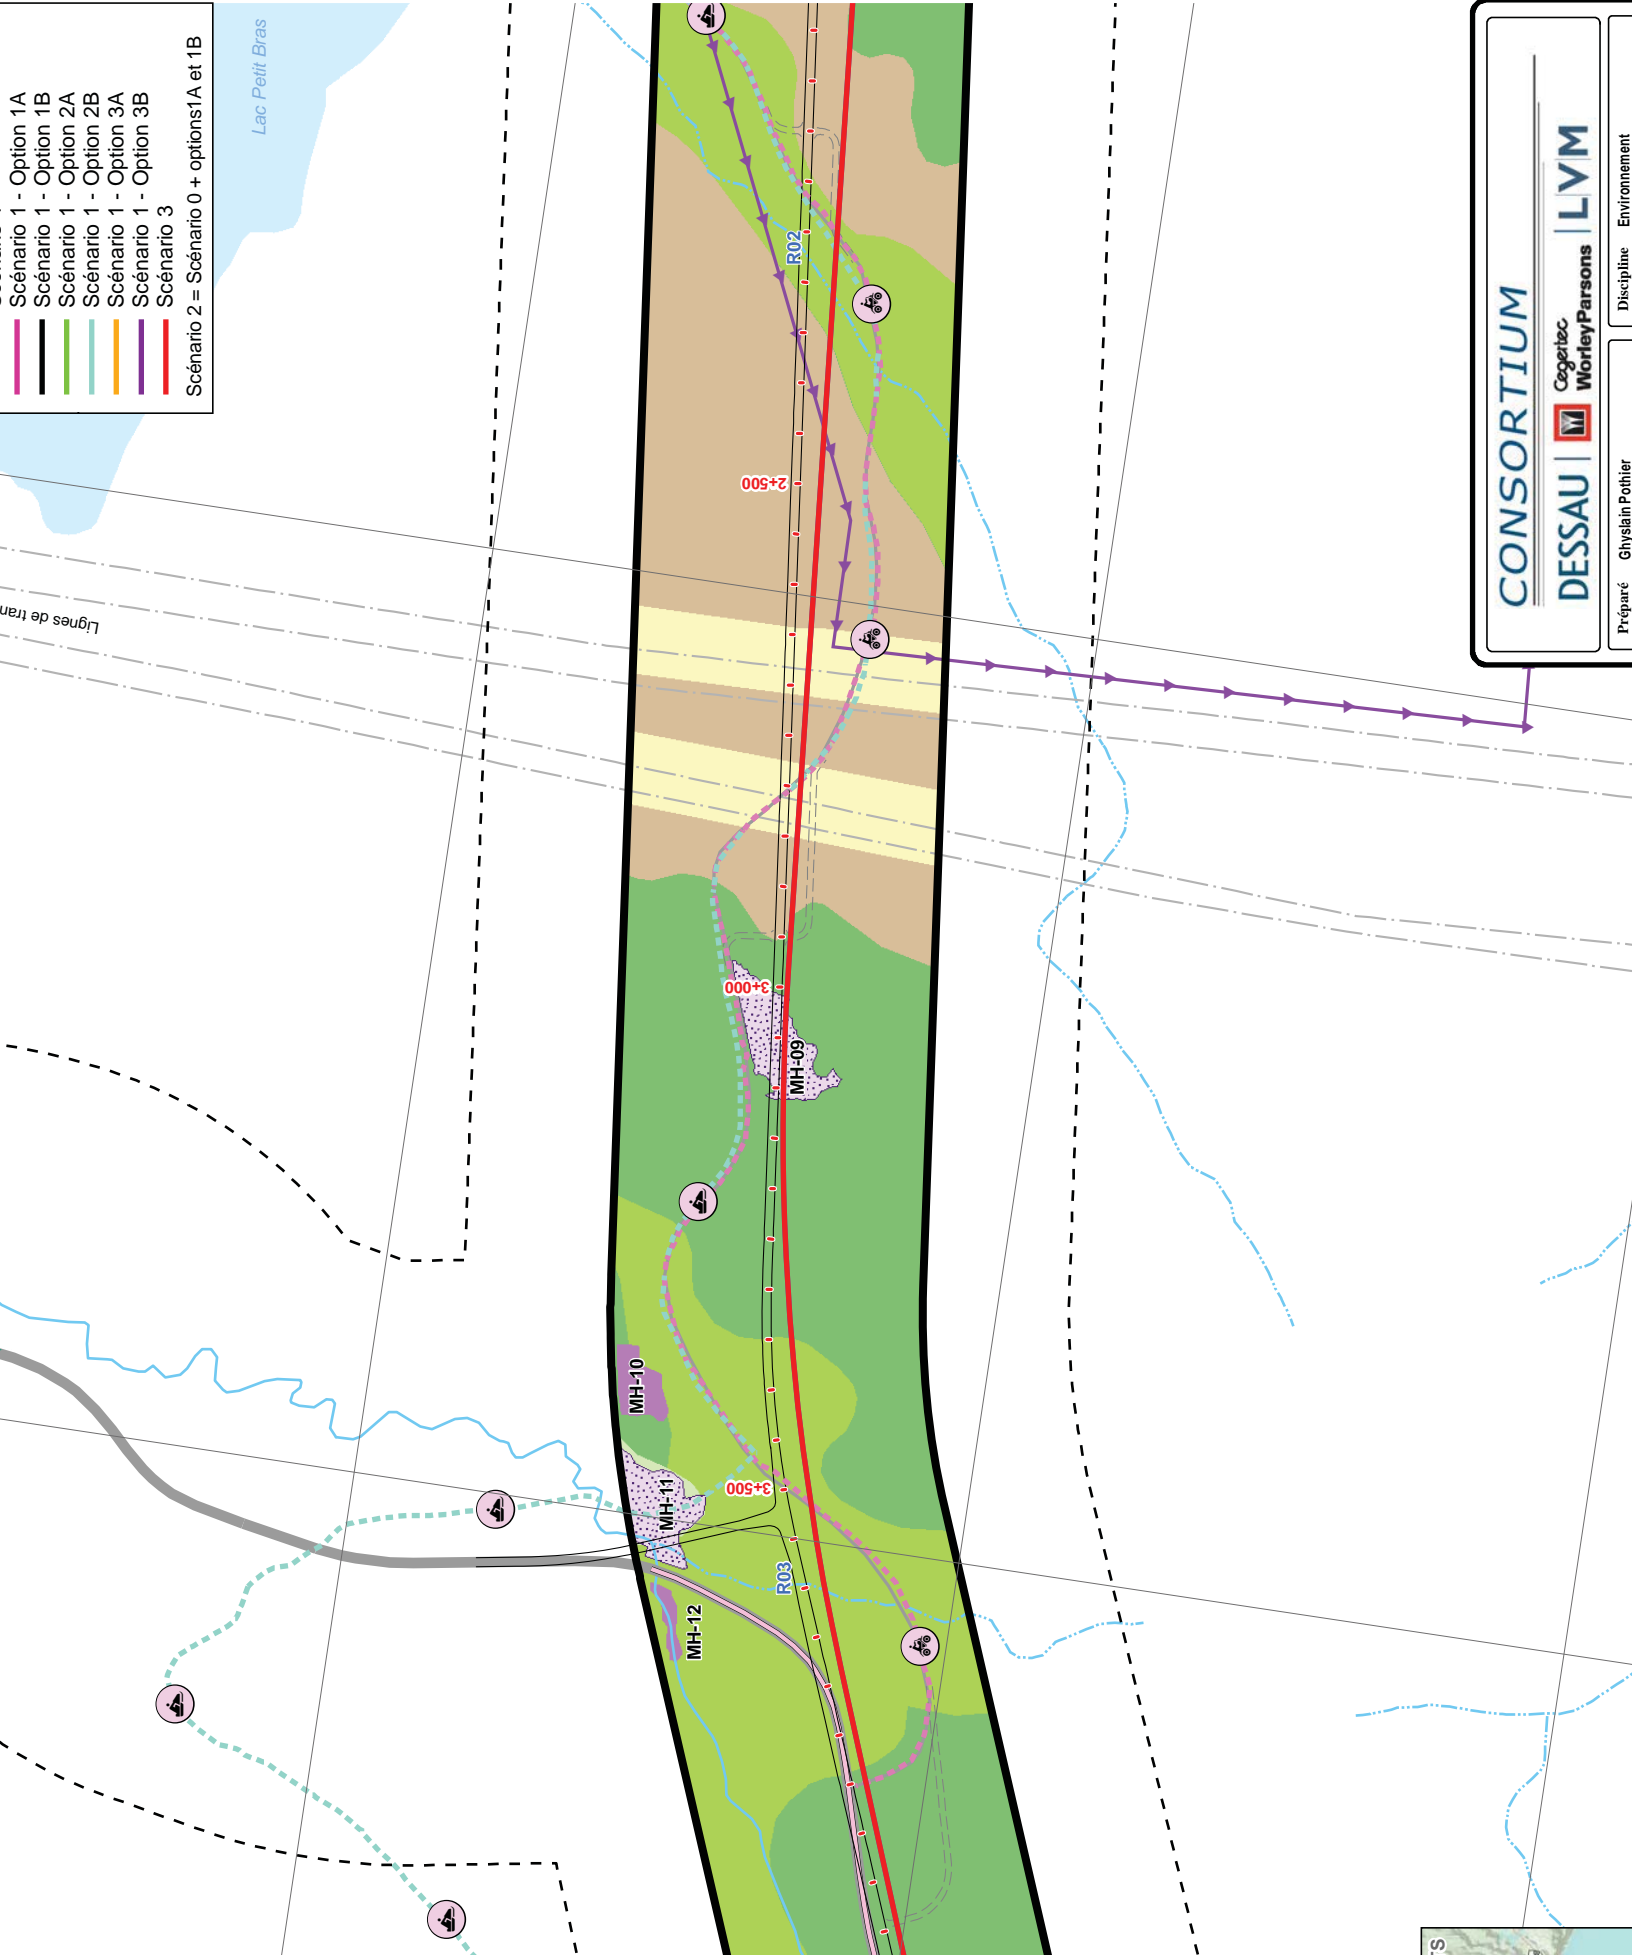 Scénario 1 - Option 1A
Scénario 1 - Option 1B
Scénario 1 - Option 2A
Scénario 1 - Option 2B
Scénario 1 - Option 3A
Scénario 1 - Option 3B
Scénario 3
Scénario 2 = Scénario 0 + options1A et 1B
Lac Petit Bras
Lignes de
R02
2+500
3+000
MH-09
MH-10
MH-11
3+500
R03
MH-12
CONSORTIUM
DESSAU
Cegertec
WorleyParsons
LVM
Préparé Ghyslain Pothier
Discipline Environnement